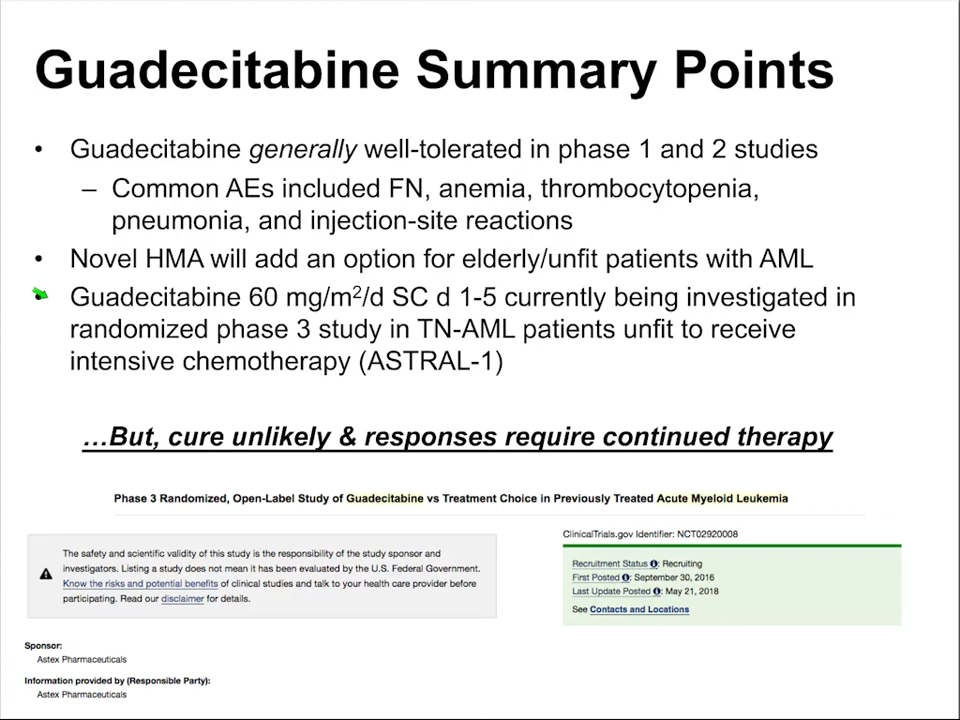 Guadecitabine Summary Points
• Guadecitabine generally well-tolerated in phase 1 and 2 studies
– Common AEs included FN, anemia, thrombocytopenia,
pneumonia, and injection-site reactions
• Novel HMA will add an option for elderly/unfit patients with AML
• Guadecitabine 60 mg/m²/d SC d 1-5 currently being investigated in
randomized phase 3 study in TN-AML patients unfit to receive
intensive chemotherapy (ASTRAL-1)
…But, cure unlikely & responses require continued therapy
Phase 3 Randomized, Open-Label Study of Guadecitabine vs Treatment Choice in Previously Treated Acute Myeloid Leukemia
The safety and scientific validity of this study is the responsibility of the study sponsor and
investigators. Listing a study does not mean it has been evaluated by the U.S. Federal Government.
Know the risks and potential benefits of clinical studies and talk to your health care provider before
participating. Read our disclaimer for details.
ClinicalTrials.gov Identifier: NCT02920008
Recruitment Status : Recruiting
First Posted : September 30, 2016
Last Update Posted : May 21, 2018
See Contacts and Locations
Sponsor:
Astex Pharmaceuticals
Information provided by (Responsible Party):
Astex Pharmaceuticals